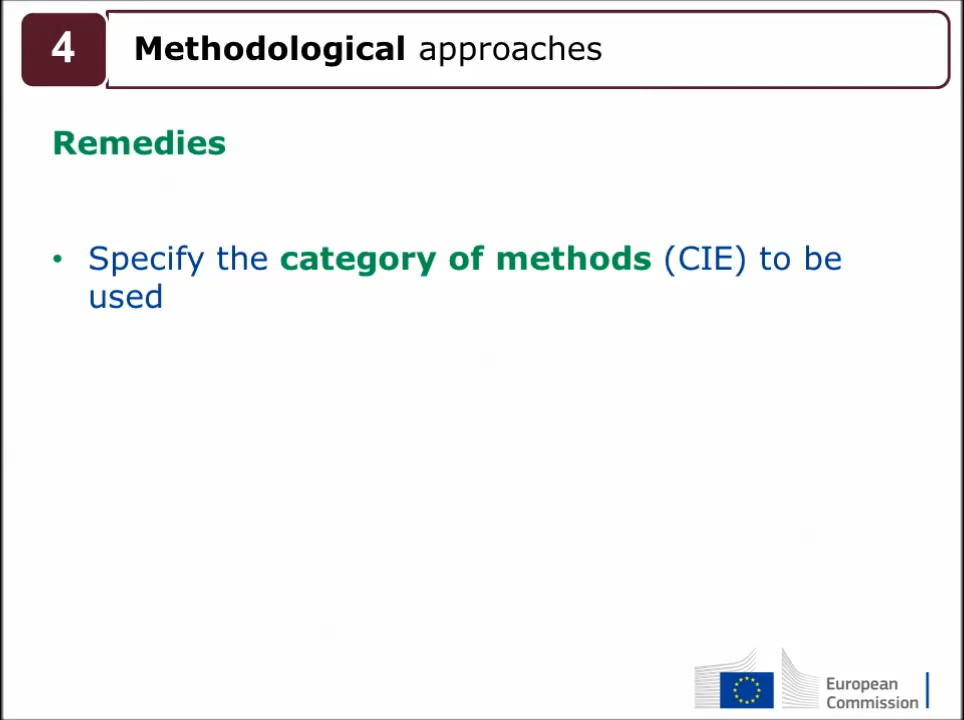 4
Methodological approaches
Remedies
• Specify the category of methods (CIE) to be
used
European
Commission